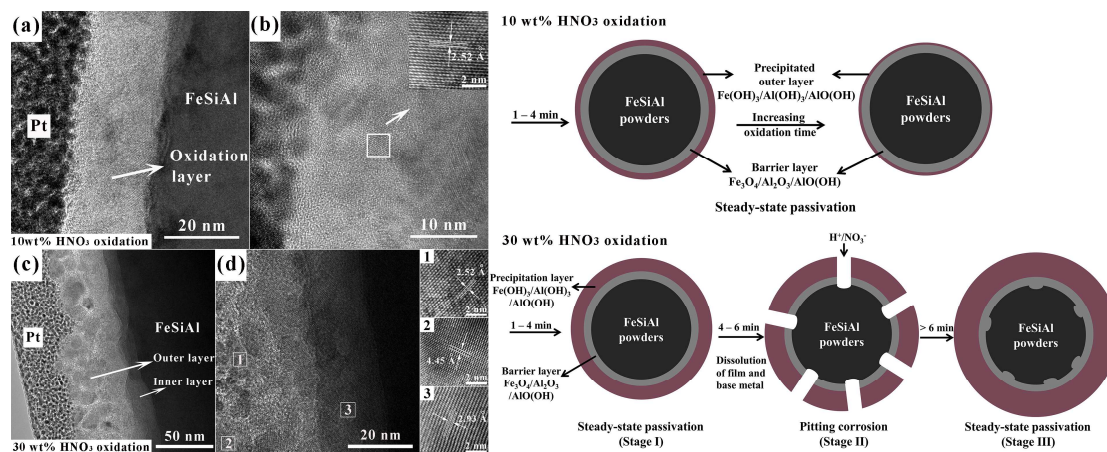 (a)
FeSiAl
Pt
Oxidation
layer
20 nm
10wt% HNO₃ oxidation
(b)
2.52 Å
2 nm
10 nm
(c)
Pt
FeSiAl
Outer layer
Inner layer
50 nm
30 wt% HNO₃ oxidation
(d)
1
2
3
20 nm
1
2.52 Å
2 nm
2
4.45 Å
2 nm
3
2.93 Å
2 nm
10 wt% HNO₃ oxidation
1 – 4 min
FeSiAl
powders
Precipitated
outer layer
Fe(OH)₃/Al(OH)₃/AlO(OH)
Increasing
oxidation time
Barrier layer
Fe₃O₄/Al₂O₃/AlO(OH)
FeSiAl
powders
Steady-state passivation
30 wt% HNO₃ oxidation
Precipitation layer
Fe(OH)₃/Al(OH)₃
/AlO(OH)
1 – 4 min
Barrier layer
Fe₃O₄/Al₂O₃
/AlO(OH)
FeSiAl
powders
Steady-state passivation
(Stage I)
4 – 6 min
Dissolution
of film and
base metal
H⁺/NO₃⁻
FeSiAl
powders
Pitting corrosion
(Stage II)
> 6 min
FeSiAl
powders
Steady-state passivation
(Stage III)